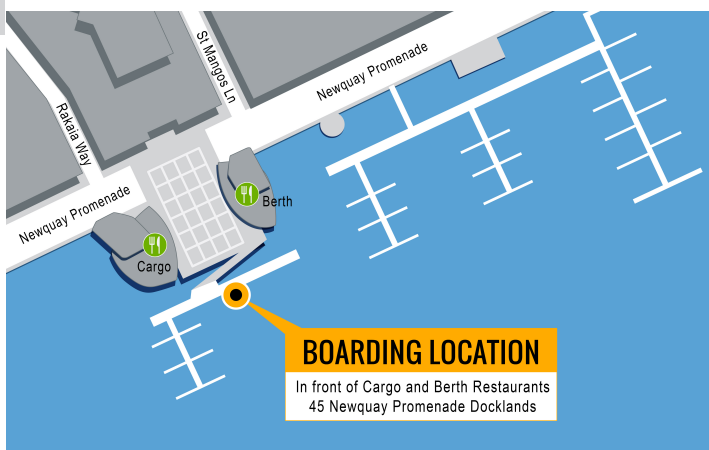 St Mangos Ln
Newquay Promenade
Rakaia Way
Berth
Newquay Promenade
Cargo
BOARDING LOCATION
In front of Cargo and Berth Restaurants
45 Newquay Promenade Docklands